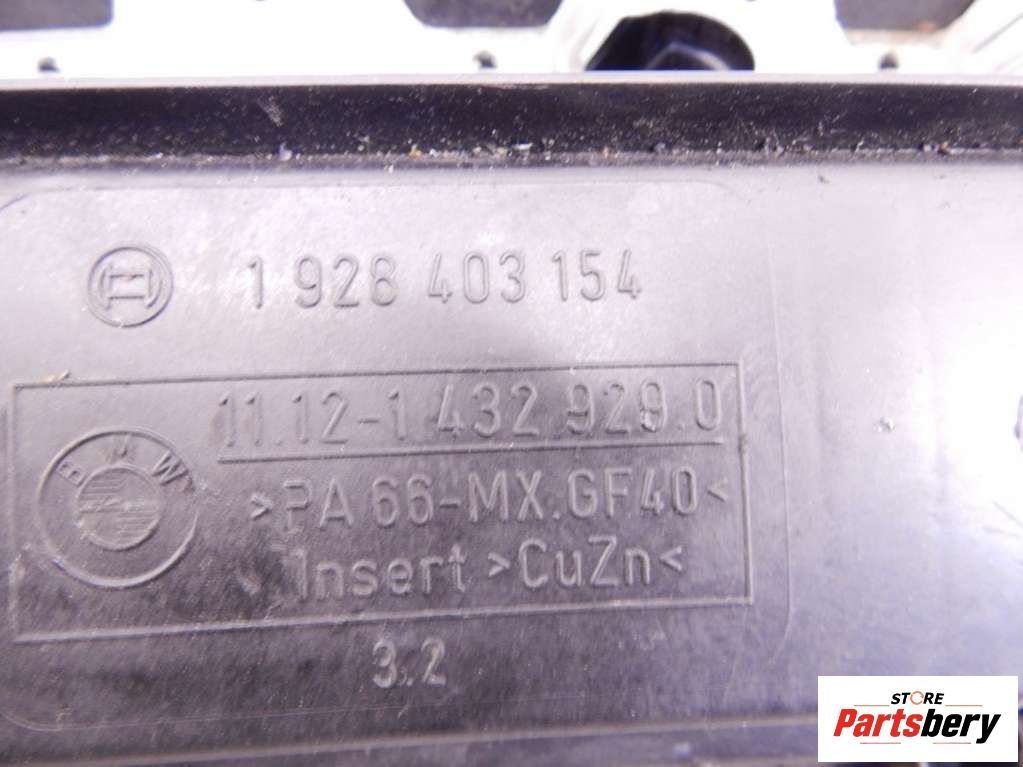 1 928 403 154
11.12-1 432 929.0
BMW
>PA 66-MX.GF40<
Insert >CuZn<
3.2
STORE
Partsbery